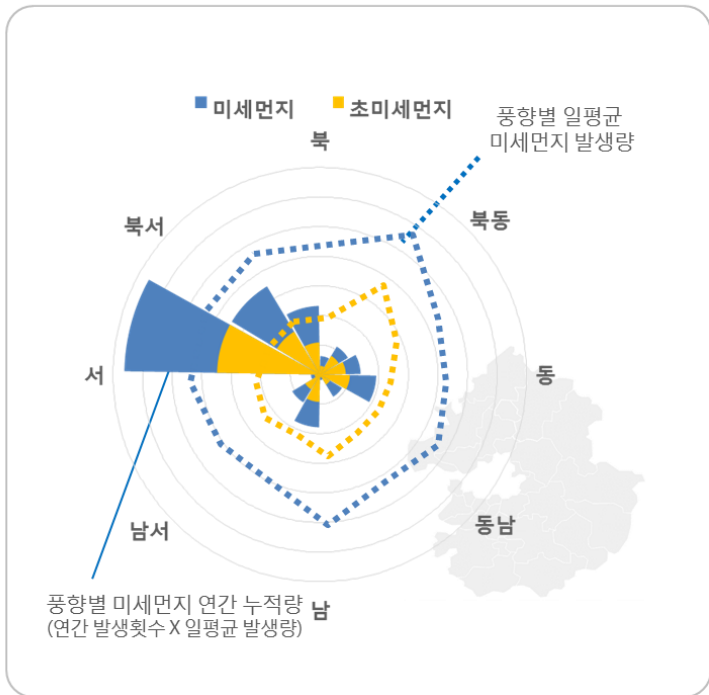 미세먼지 초미세먼지
풍향별 일평균
미세먼지 발생량
북
북서
북동
서
동
남서
동남
남
풍향별 미세먼지 연간 누적량
(연간 발생횟수 X 일평균 발생량)